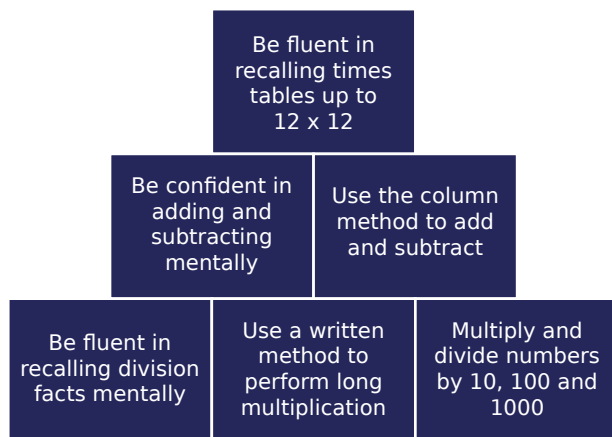 Be fluent in
recalling times
tables up to
12 x 12
Be confident in
adding and
subtracting
mentally
Use the column
method to add
and subtract
Be fluent in
recalling division
facts mentally
Use a written
method to
perform long
multiplication
Multiply and
divide numbers
by 10, 100 and
1000